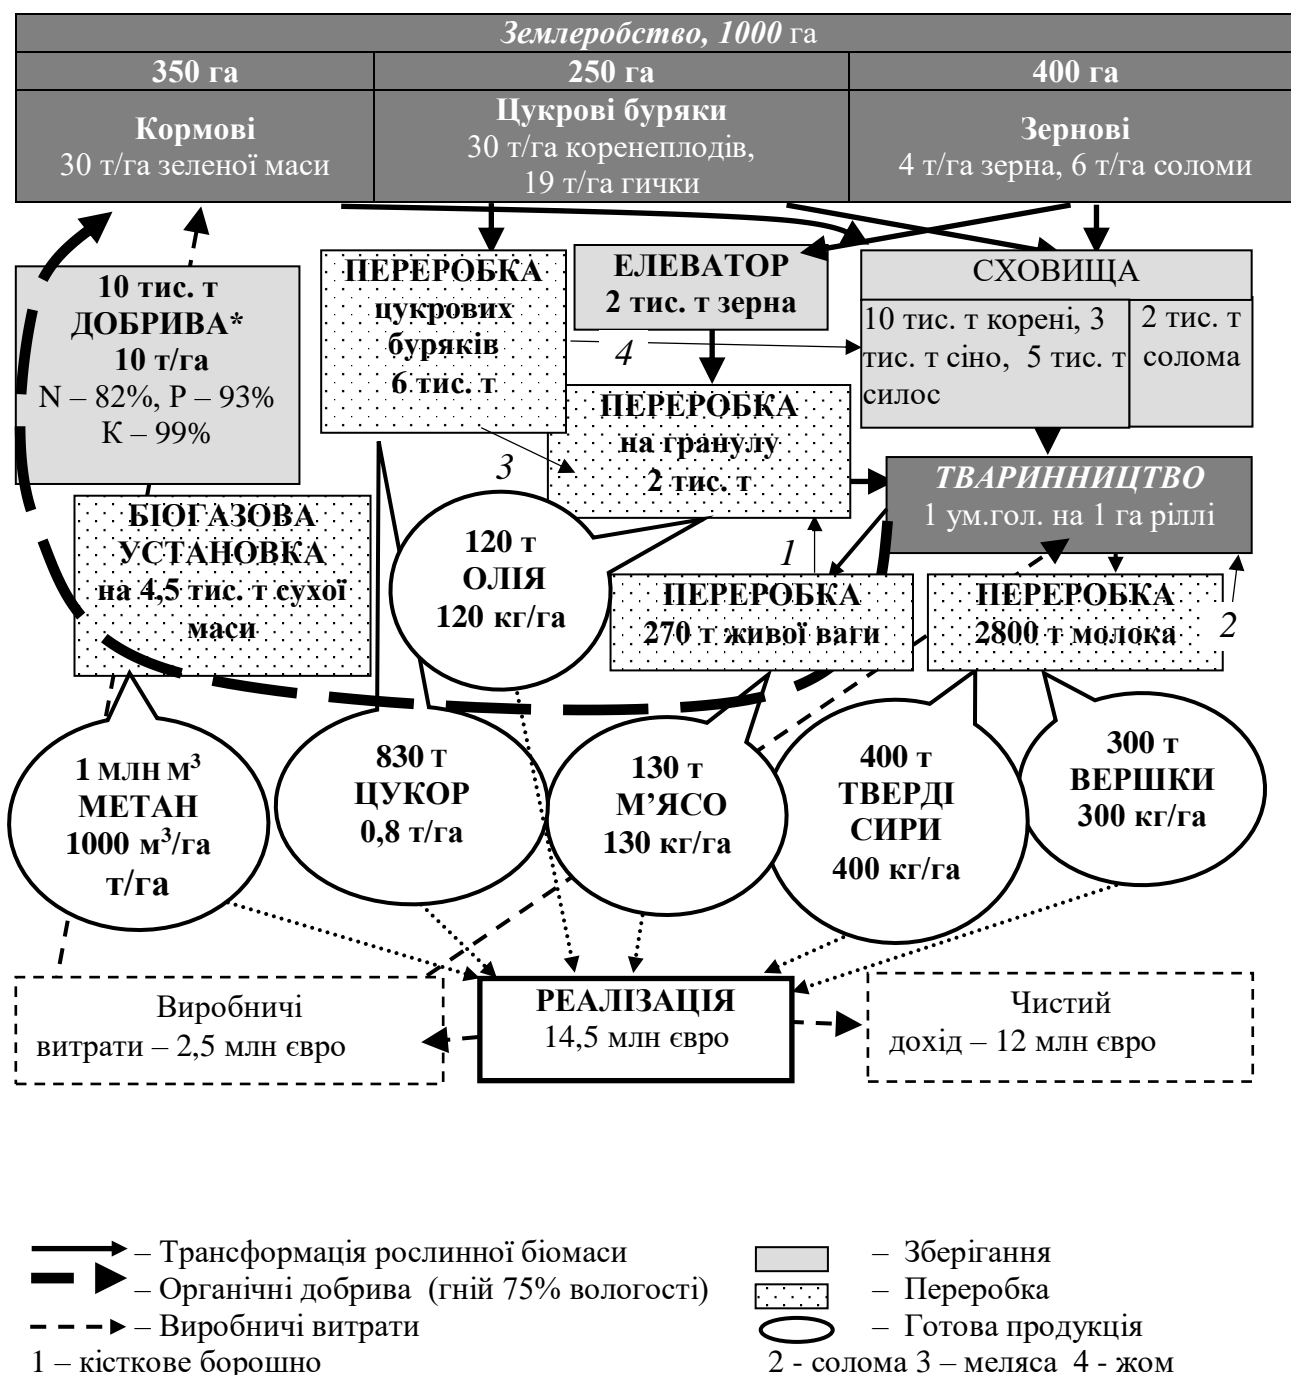 Землеробство, 1000 га
350 га
250 га
400 га
Кормові
30 т/га зеленої маси
Цукрові буряки
30 т/га коренеплодів,
19 т/га гички
Зернові
4 т/га зерна, 6 т/га соломи
10 тис. т
ДОБРИВА*
10 т/га
N – 82%, P – 93%
K – 99%
ПЕРЕРОБКА
цукрових
буряків
6 тис. т
ЕЛЕВАТОР
2 тис. т зерна
СХОВИЩА
10 тис. т корені, 3
тис. т сіно, 5 тис. т
силос
2 тис. т
солома
4
ПЕРЕРОБКА
на гранулу
2 тис. т
3
ТВАРИННИЦТВО
1 ум.гол. на 1 га ріллі
БІОГАЗОВА
УСТАНОВКА
на 4,5 тис. т сухої
маси
120 т
ОЛІЯ
120 кг/га
1
ПЕРЕРОБКА
270 т живої ваги
ПЕРЕРОБКА
2800 т молока
2
1 млн м³
МЕТАН
1000 м³/га
т/га
830 т
ЦУКОР
0,8 т/га
130 т
М’ЯСО
130 кг/га
400 т
ТВЕРДІ
СИРИ
400 кг/га
300 т
ВЕРШКИ
300 кг/га
Виробничі
витрати – 2,5 млн євро
РЕАЛІЗАЦІЯ
14,5 млн євро
Чистий
дохід – 12 млн євро
– Трансформація рослинної біомаси
– Органічні добрива (гній 75% вологості)
– Виробничі витрати
1 – кісткове борошно
– Зберігання
– Переробка
– Готова продукція
2 - солома 3 – меляса 4 - жом